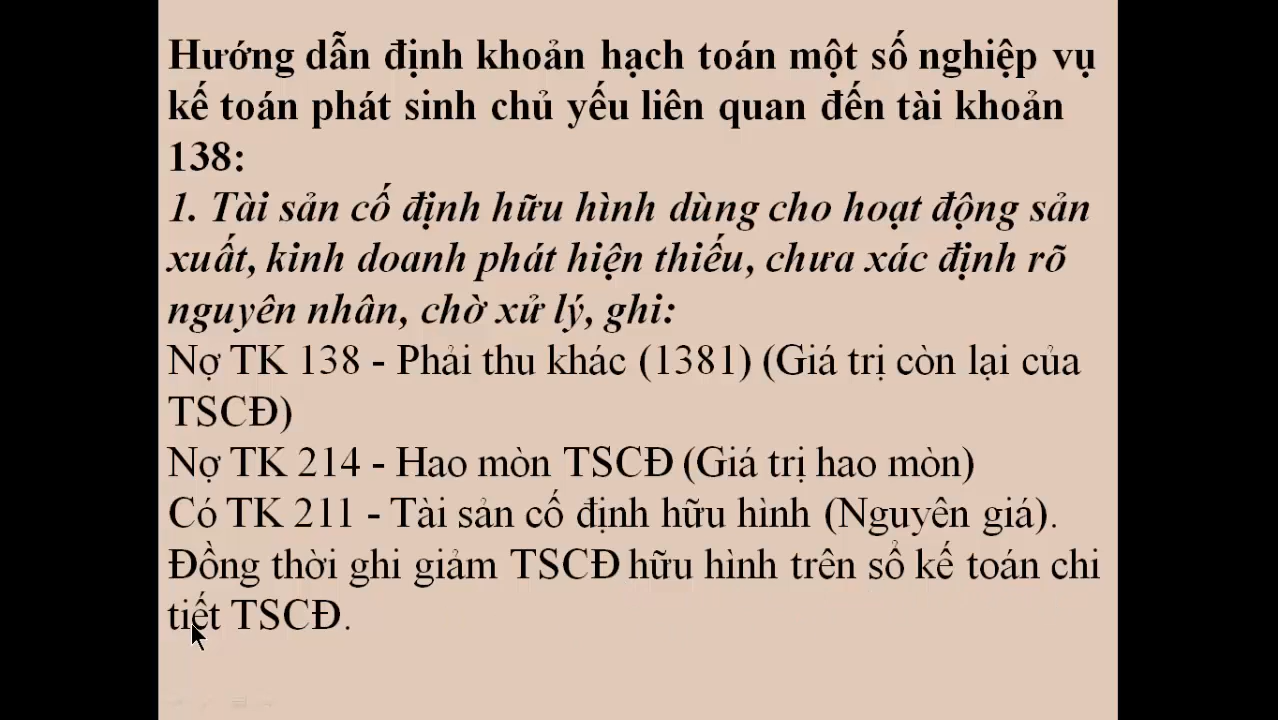 Hướng dẫn định khoản hạch toán một số nghiệp vụ
kế toán phát sinh chủ yếu liên quan đến tài khoản
138:
1. Tài sản cố định hữu hình dùng cho hoạt động sản
xuất, kinh doanh phát hiện thiếu, chưa xác định rõ
nguyên nhân, chờ xử lý, ghi:
Nợ TK 138 - Phải thu khác (1381) (Giá trị còn lại của
TSCĐ)
Nợ TK 214 - Hao mòn TSCĐ (Giá trị hao mòn)
Có TK 211 - Tài sản cố định hữu hình (Nguyên giá).
Đồng thời ghi giảm TSCĐ hữu hình trên sổ kế toán chi
tiết TSCĐ.